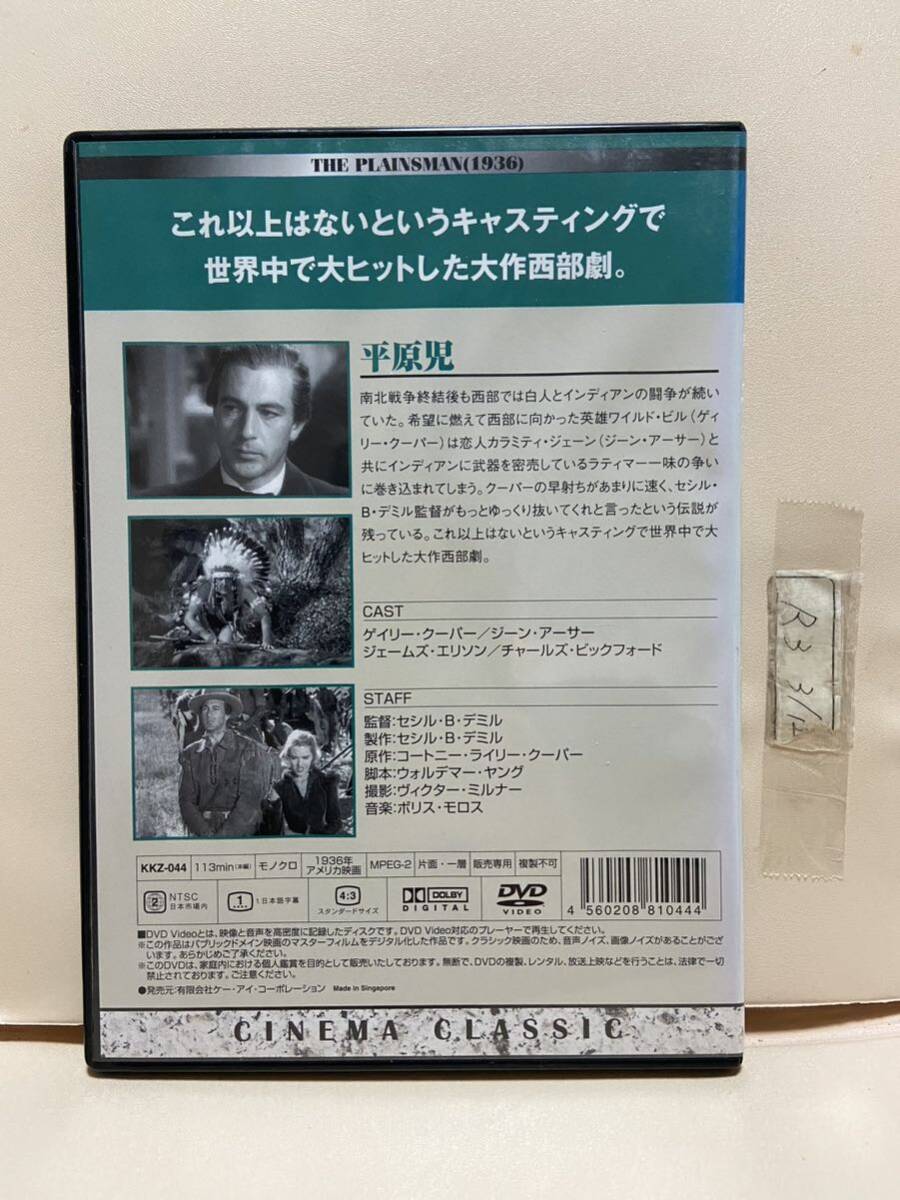 THE PLAINSMAN(1936)
これ以上はないというキャスティングで
世界中で大ヒットした大作西部劇。
平原児
南北戦争終結後も西部では白人とインディアンの闘争が続い
ていた。希望に燃えて西部に向かった英雄ワイルド・ビル(ゲイ
リー・クーパー)は恋人カラミティ・ジェーン(ジーン・アーサー)と
共にインディアンに武器を密売しているラティマー一味の争い
に巻き込まれてしまう。クーパーの早射ちがあまりに速く、セシル・
B・デミル監督がもっとゆっくり抜いてくれと言ったという伝説が
残っている。これ以上はないというキャスティングで世界中で大
ヒットした大作西部劇。
CAST
ゲイリー・クーパー/ジーン・アーサー
ジェームズ・エリソン/チャールズ・ビックフォード
STAFF
監督:セシル・B・デミル
製作:セシル・B・デミル
原作:コートニー・ライリー・クーパー
脚本:ウォルデマー・ヤング
撮影:ヴィクター・ミルナー
音楽:ボリス・モロス
KKZ-044 113min(本編) モノクロ 1936年 アメリカ映画 MPEG-2 片面・一層 販売専用 複製不可
2 NTSC 日本市場内 1 1.日本語字幕 4:3 スタンダードサイズ DOLBY DIGITAL DVD VIDEO
4 560208 810444
■DVD Videoとは、映像と音声を高密度に記録したディスクです。DVD Video対応のプレーヤーで再生してください。
※この作品はパブリックドメイン映画のマスターフィルムをデジタル化した作品です。クラシック映画のため、音声ノイズ、画像ノイズがあることがござ
います。あらかじめご了承ください。
※このDVDは、家庭内における個人鑑賞を目的として販売いたしております。無断で、DVDの複製、レンタル、放送上映などを行うことは、法律で一切
禁止されております。ご注意ください。
●発売元:有限会社ケー・アイ・コーポレーション Made in Singapore
CINEMA CLASSIC
R3 3/12